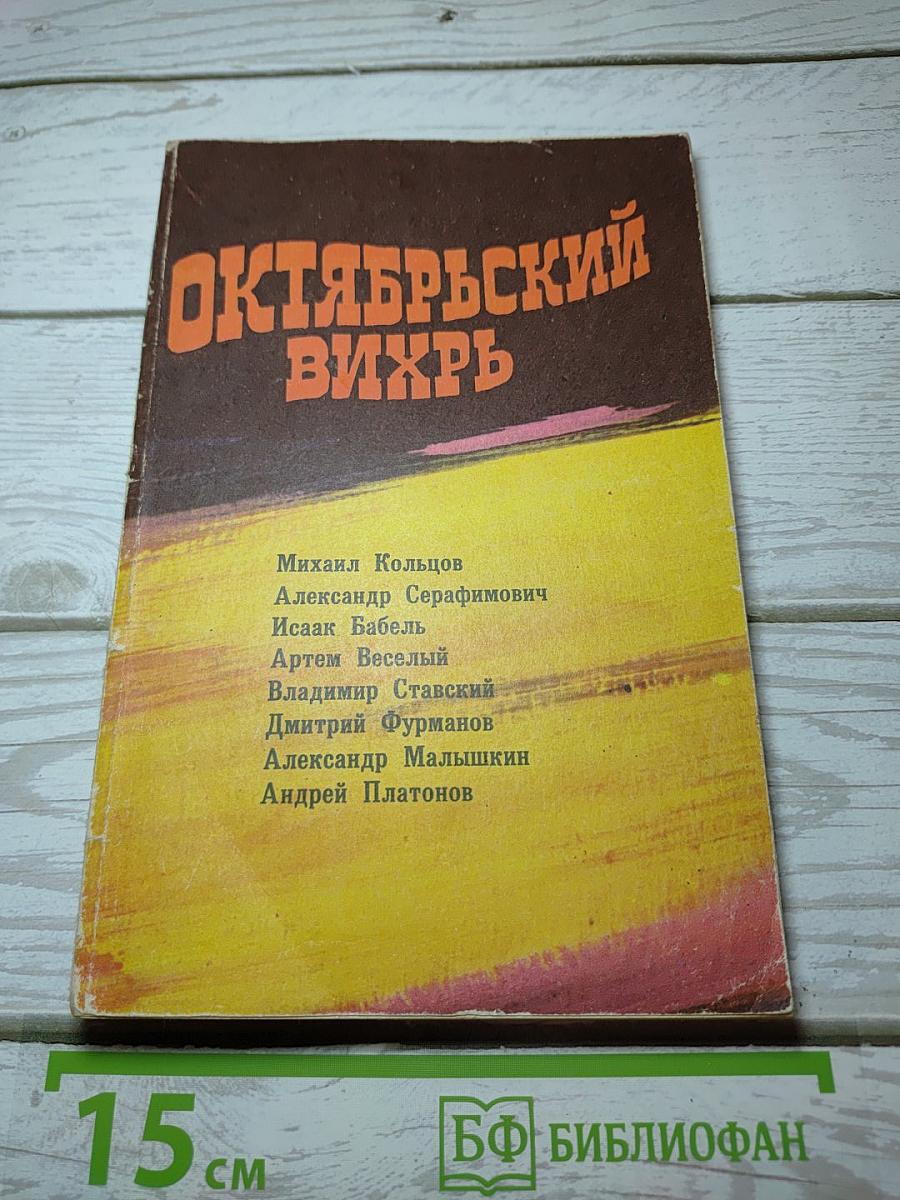 ОКТЯБРЬСКИЙ
ВИХРЬ
Михаил Кольцов
Александр Серафимович
Исаак Бабель
Артем Веселый
Владимир Ставский
Дмитрий Фурманов
Александр Малышкин
Андрей Платонов
15 см
БФ БИБЛИОФАН